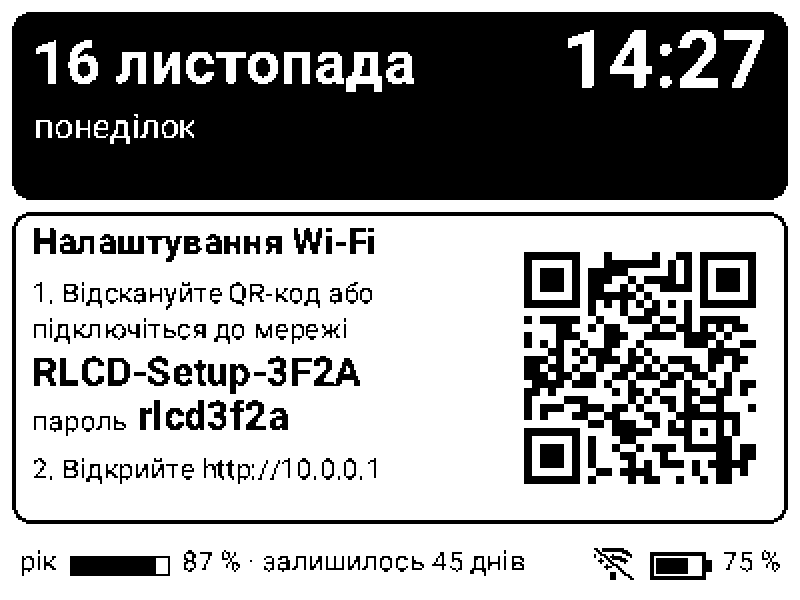 16 листопада
14:27
понеділок
Налаштування Wi-Fi
1. Відскануйте QR-код або
підключіться до мережі
RLCD-Setup-3F2A
пароль rlcd3f2a
2. Відкрийте http://10.0.0.1
рік 87 % · залишилось 45 днів 75 %